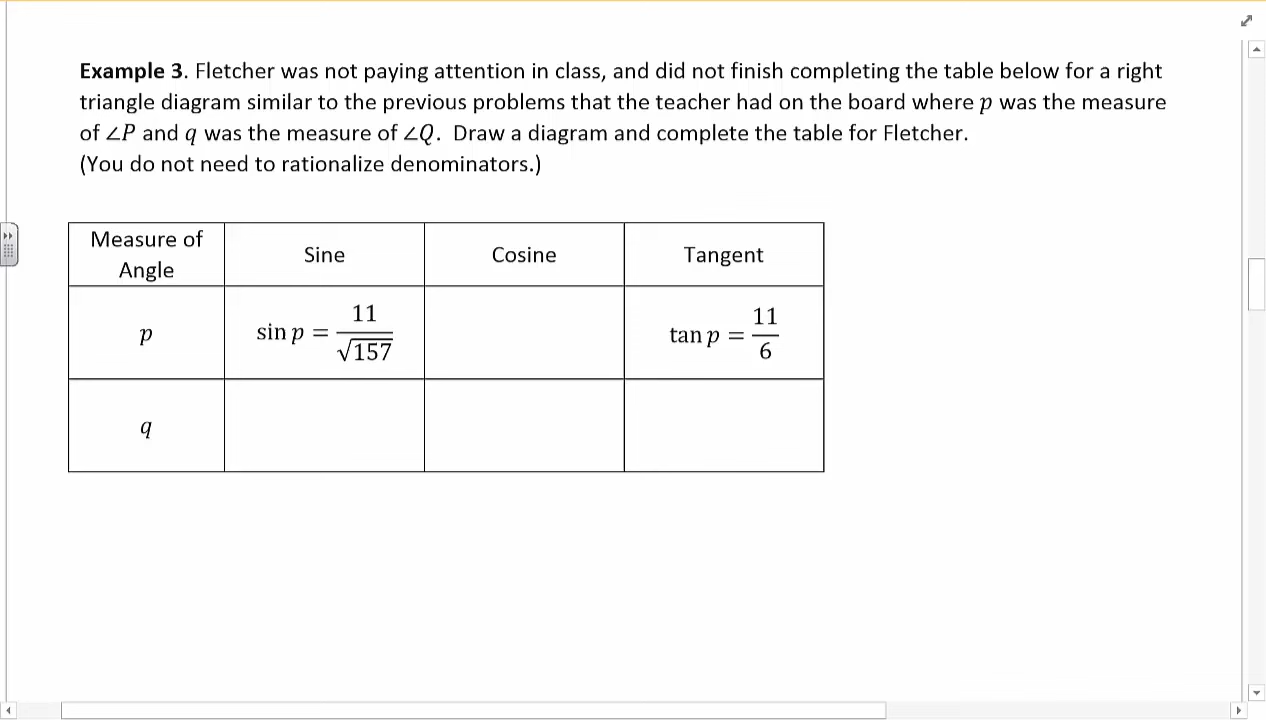 Example 3. Fletcher was not paying attention in class, and did not finish completing the table below for a right
triangle diagram similar to the previous problems that the teacher had on the board where p was the measure
of ∠P and q was the measure of ∠Q. Draw a diagram and complete the table for Fletcher.
(You do not need to rationalize denominators.)
Measure of
Angle
Sine
Cosine
Tangent
p
sin p = 11/√157
tan p = 11/6
q